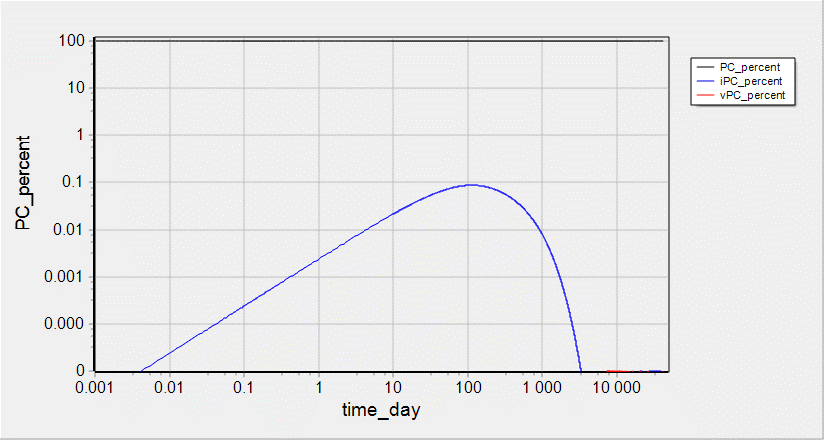 100
10
1
0.1
0.01
0.001
0.000
0
PC_percent
0.001 0.01 0.1 1 10 100 1 000 10 000
time_day
PC_percent
iPC_percent
vPC_percent